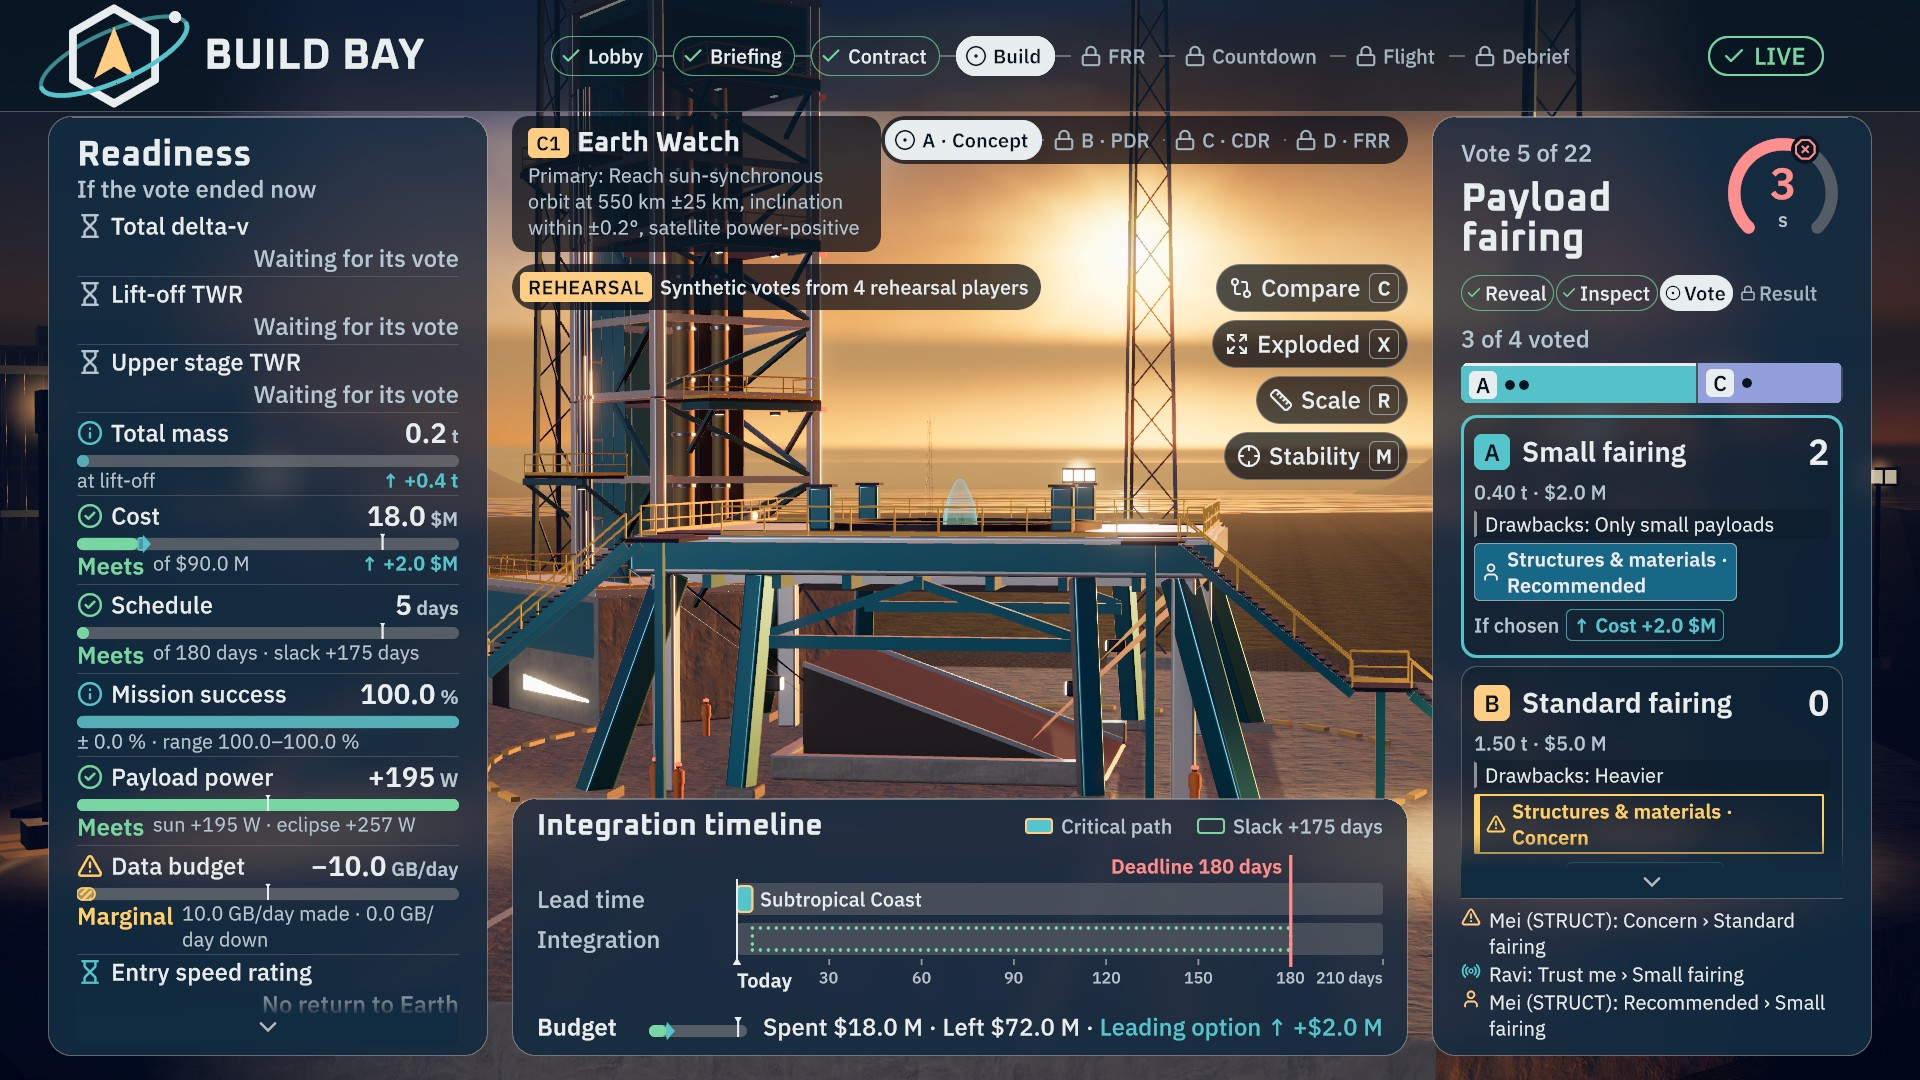 BUILD BAY
Lobby
Briefing
Contract
Build
FRR
Countdown
Flight
Debrief
LIVE
Readiness
If the vote ended now
Total delta-v
Waiting for its vote
Lift-off TWR
Waiting for its vote
Upper stage TWR
Waiting for its vote
Total mass 0.2 t
at lift-off ↑ +0.4 t
Cost 18.0 $M
Meets of $90.0 M ↑ +2.0 $M
Schedule 5 days
Meets of 180 days · slack +175 days
Mission success 100.0 %
± 0.0 % · range 100.0–100.0 %
Payload power +195 W
Meets sun +195 W · eclipse +257 W
Data budget −10.0 GB/day
Marginal 10.0 GB/day made · 0.0 GB/
day down
Entry speed rating
No return to Earth
C1 Earth Watch
Primary: Reach sun-synchronous
orbit at 550 km ±25 km, inclination
within ±0.2°, satellite power-positive
A · Concept
B · PDR
C · CDR
D · FRR
REHEARSAL Synthetic votes from 4 rehearsal players
Compare C
Exploded X
Scale R
Stability M
Integration timeline
Critical path
Slack +175 days
Deadline 180 days
Lead time
Subtropical Coast
Integration
Today 30 60 90 120 150 180 210 days
Budget Spent $18.0 M · Left $72.0 M · Leading option ↑ +$2.0 M
Vote 5 of 22
Payload
fairing
3
s
Reveal
Inspect
Vote
Result
3 of 4 voted
A
C
A Small fairing 2
0.40 t · $2.0 M
Drawbacks: Only small payloads
Structures & materials ·
Recommended
If chosen ↑ Cost +2.0 $M
B Standard fairing 0
1.50 t · $5.0 M
Drawbacks: Heavier
Structures & materials ·
Concern
Mei (STRUCT): Concern › Standard
fairing
Ravi: Trust me › Small fairing
Mei (STRUCT): Recommended › Small
fairing